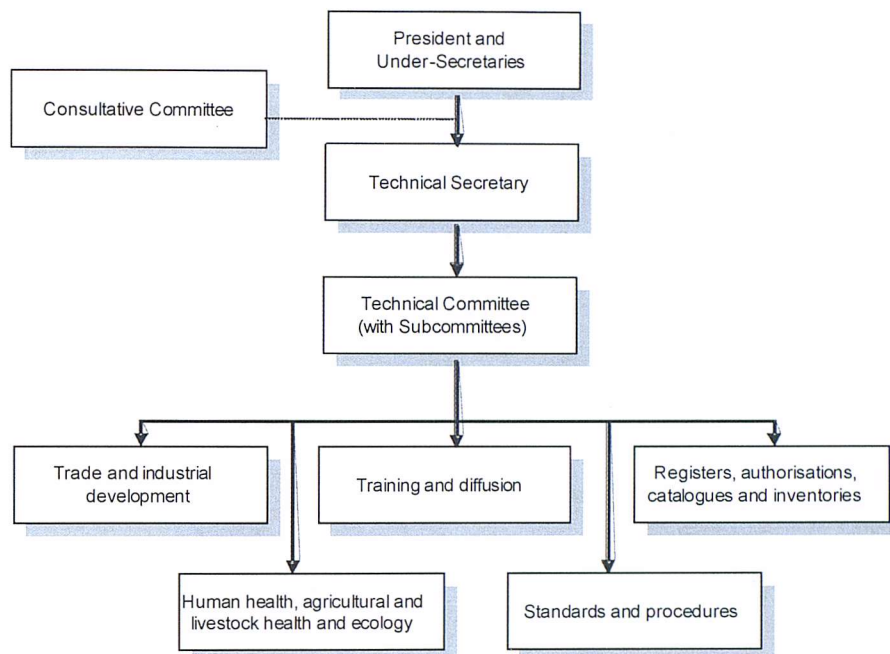 President and
Under-Secretaries
Consultative Committee
Technical Secretary
Technical Committee
(with Subcommittees)
Trade and industrial
development
Training and diffusion
Registers, authorisations,
catalogues and inventories
Human health, agricultural and
livestock health and ecology
Standards and procedures